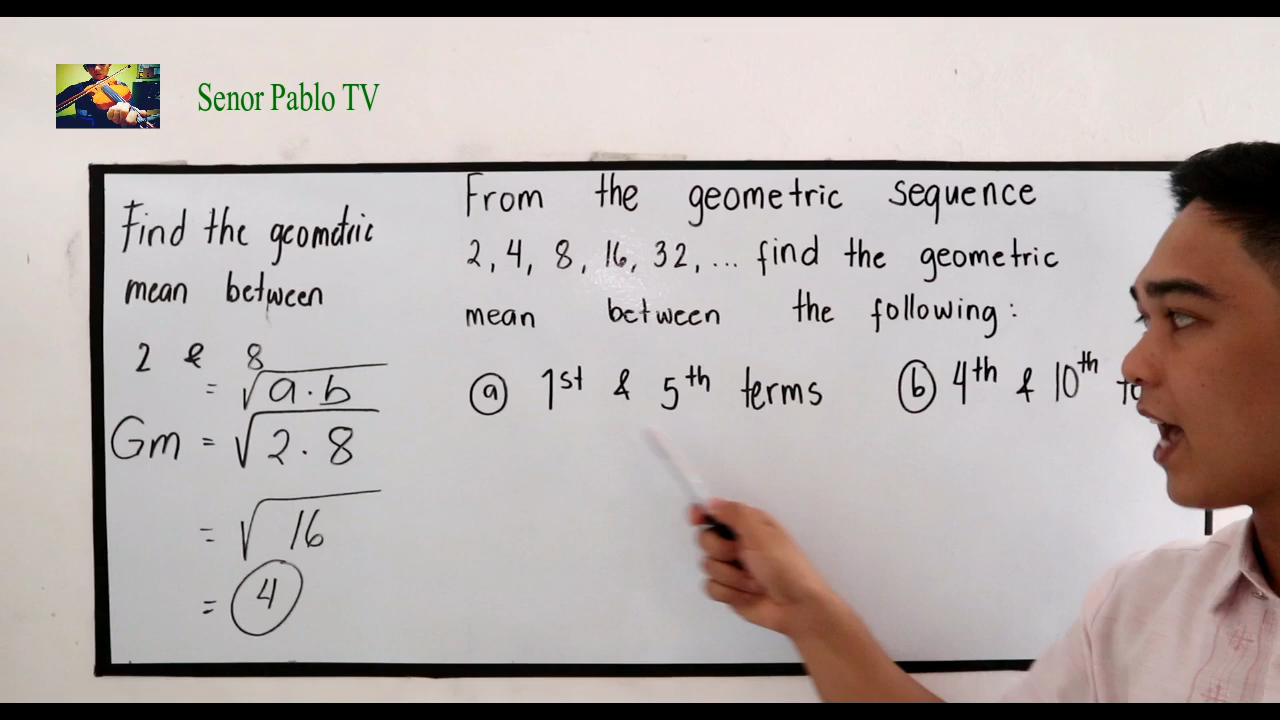 Senor Pablo TV
Find the geometric
mean between
2 & 8
= √a·b
Gm = √2·8
= √16
= 4
From the geometric sequence
2, 4, 8, 16, 32, ... find the geometric
mean between the following:
(a) 1st & 5th terms
(b) 4th & 10th